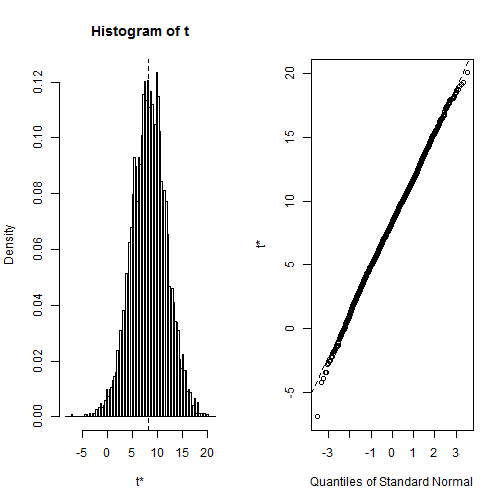 Histogram of t
Density
0.00 0.02 0.04 0.06 0.08 0.10 0.12
-5 0 5 10 15 20
t*
t*
-5 0 5 10 15 20
-3 -2 -1 0 1 2 3
Quantiles of Standard Normal